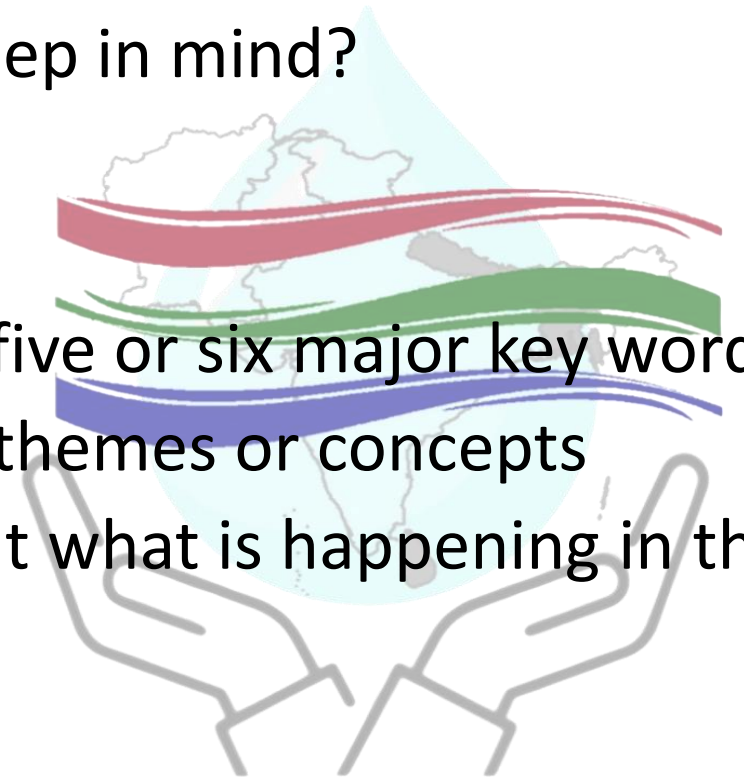 ep in mind?
five or six major key word
themes or concepts
t what is happening in th